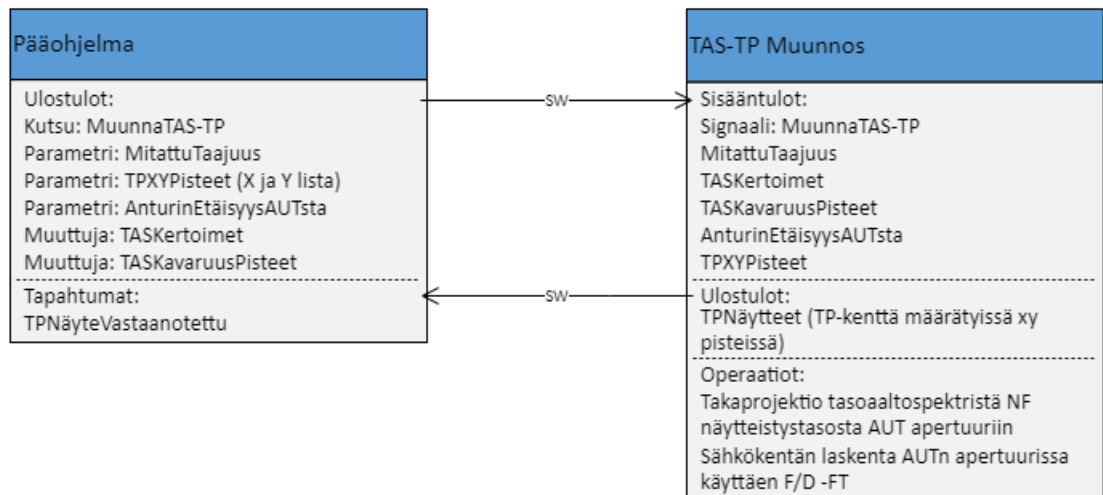 Pääohjelma
Ulostulot:
Kutsu: MuunnaTAS-TP
Parametri: MitattuTaajuus
Parametri: TPXYPisteet (X ja Y lista)
Parametri: AnturinEtäisyysAUTsta
Muuttuja: TASKertoimet
Muuttuja: TASKavaruusPisteet
Tapahtumat:
TPNäyteVastaanotettu
SW
SW
TAS-TP Muunnos
Sisääntulot:
Signaali: MuunnaTAS-TP
MitattuTaajuus
TASKertoimet
TASKavaruusPisteet
AnturinEtäisyysAUTsta
TPXYPisteet
Ulostulot:
TPNäytteet (TP-kenttä määrätyissä xy
pisteissä)
Operaatiot:
Takaprojektio tasoaaltospektristä NF
näytteistystasosta AUT apertuuriin
Sähkökentän laskenta AUTn apertuurissa
käyttäen F/D -FT